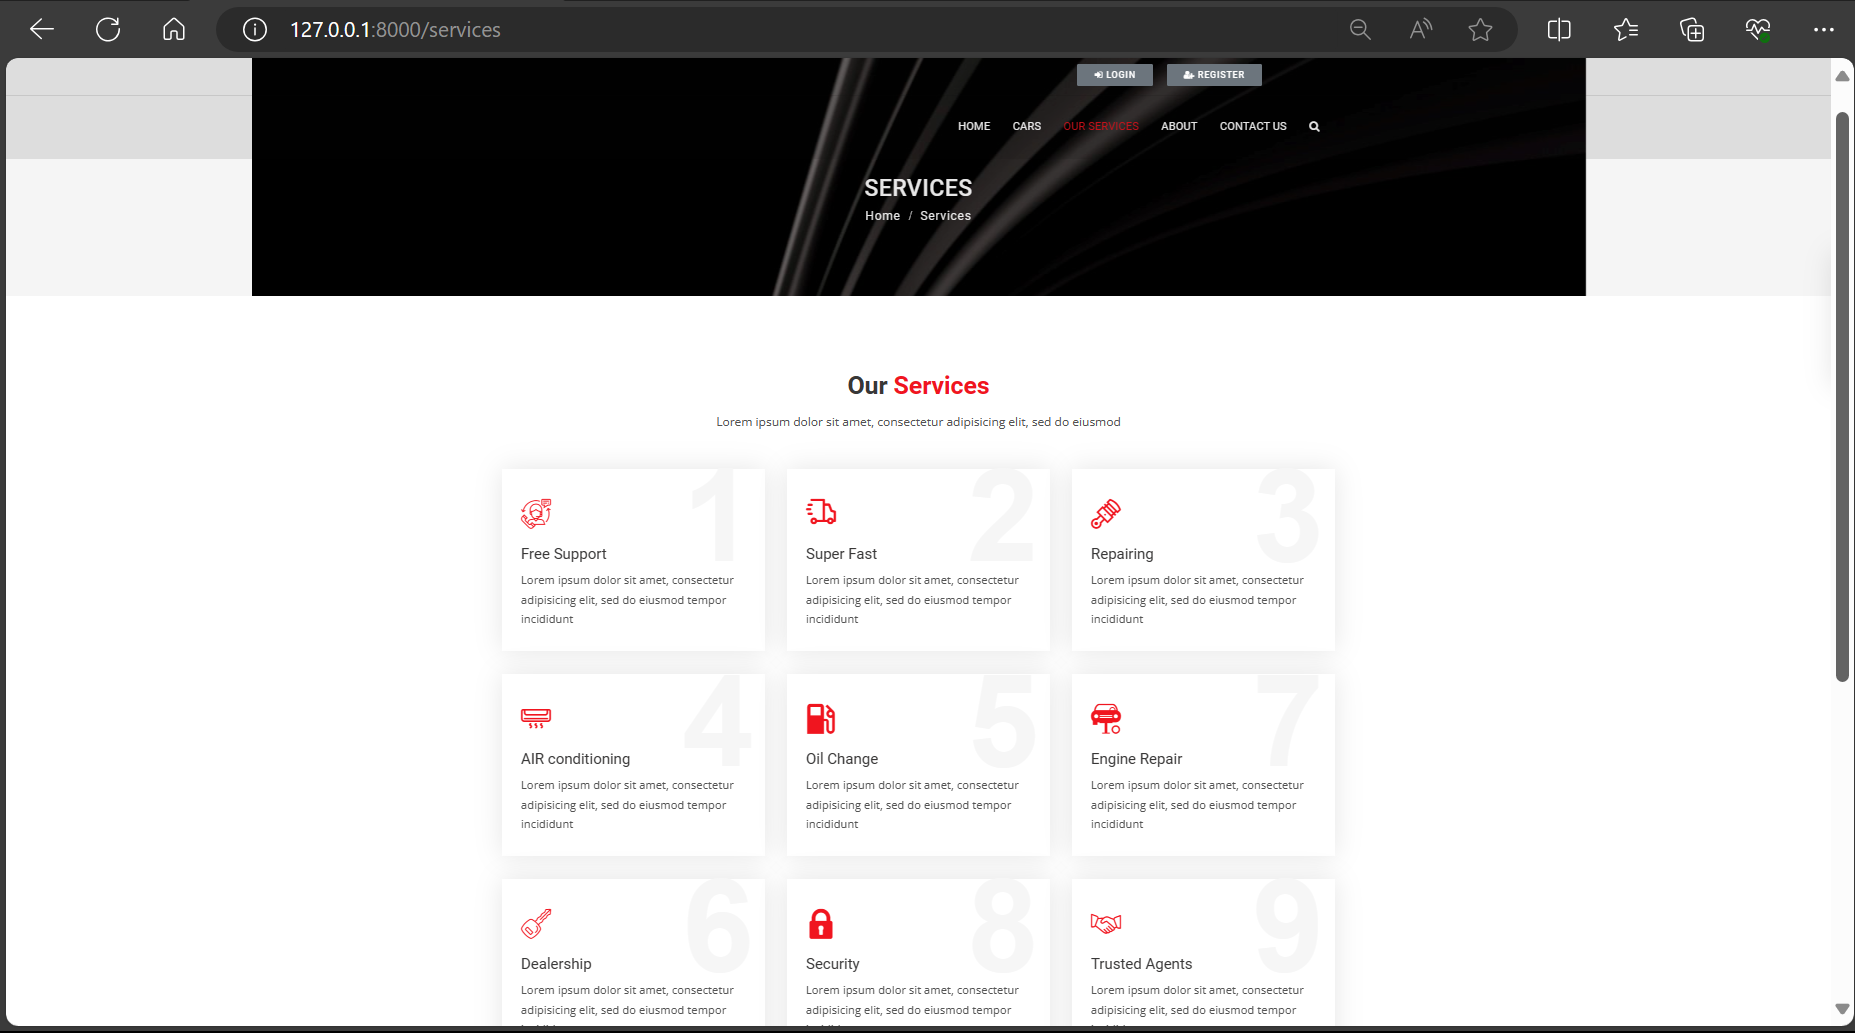 127.0.0.1:8000/services
LOGIN
REGISTER
HOME CARS OUR SERVICES ABOUT CONTACT US
SERVICES
Home / Services
Our Services
Lorem ipsum dolor sit amet, consectetur adipisicing elit, sed do eiusmod
1
Free Support
Lorem ipsum dolor sit amet, consectetur
adipisicing elit, sed do eiusmod tempor
incididunt
2
Super Fast
Lorem ipsum dolor sit amet, consectetur
adipisicing elit, sed do eiusmod tempor
incididunt
3
Repairing
Lorem ipsum dolor sit amet, consectetur
adipisicing elit, sed do eiusmod tempor
incididunt
4
AIR conditioning
Lorem ipsum dolor sit amet, consectetur
adipisicing elit, sed do eiusmod tempor
incididunt
5
Oil Change
Lorem ipsum dolor sit amet, consectetur
adipisicing elit, sed do eiusmod tempor
incididunt
7
Engine Repair
Lorem ipsum dolor sit amet, consectetur
adipisicing elit, sed do eiusmod tempor
incididunt
6
Dealership
Lorem ipsum dolor sit amet, consectetur
adipisicing elit, sed do eiusmod tempor
8
Security
Lorem ipsum dolor sit amet, consectetur
adipisicing elit, sed do eiusmod tempor
9
Trusted Agents
Lorem ipsum dolor sit amet, consectetur
adipisicing elit, sed do eiusmod tempor